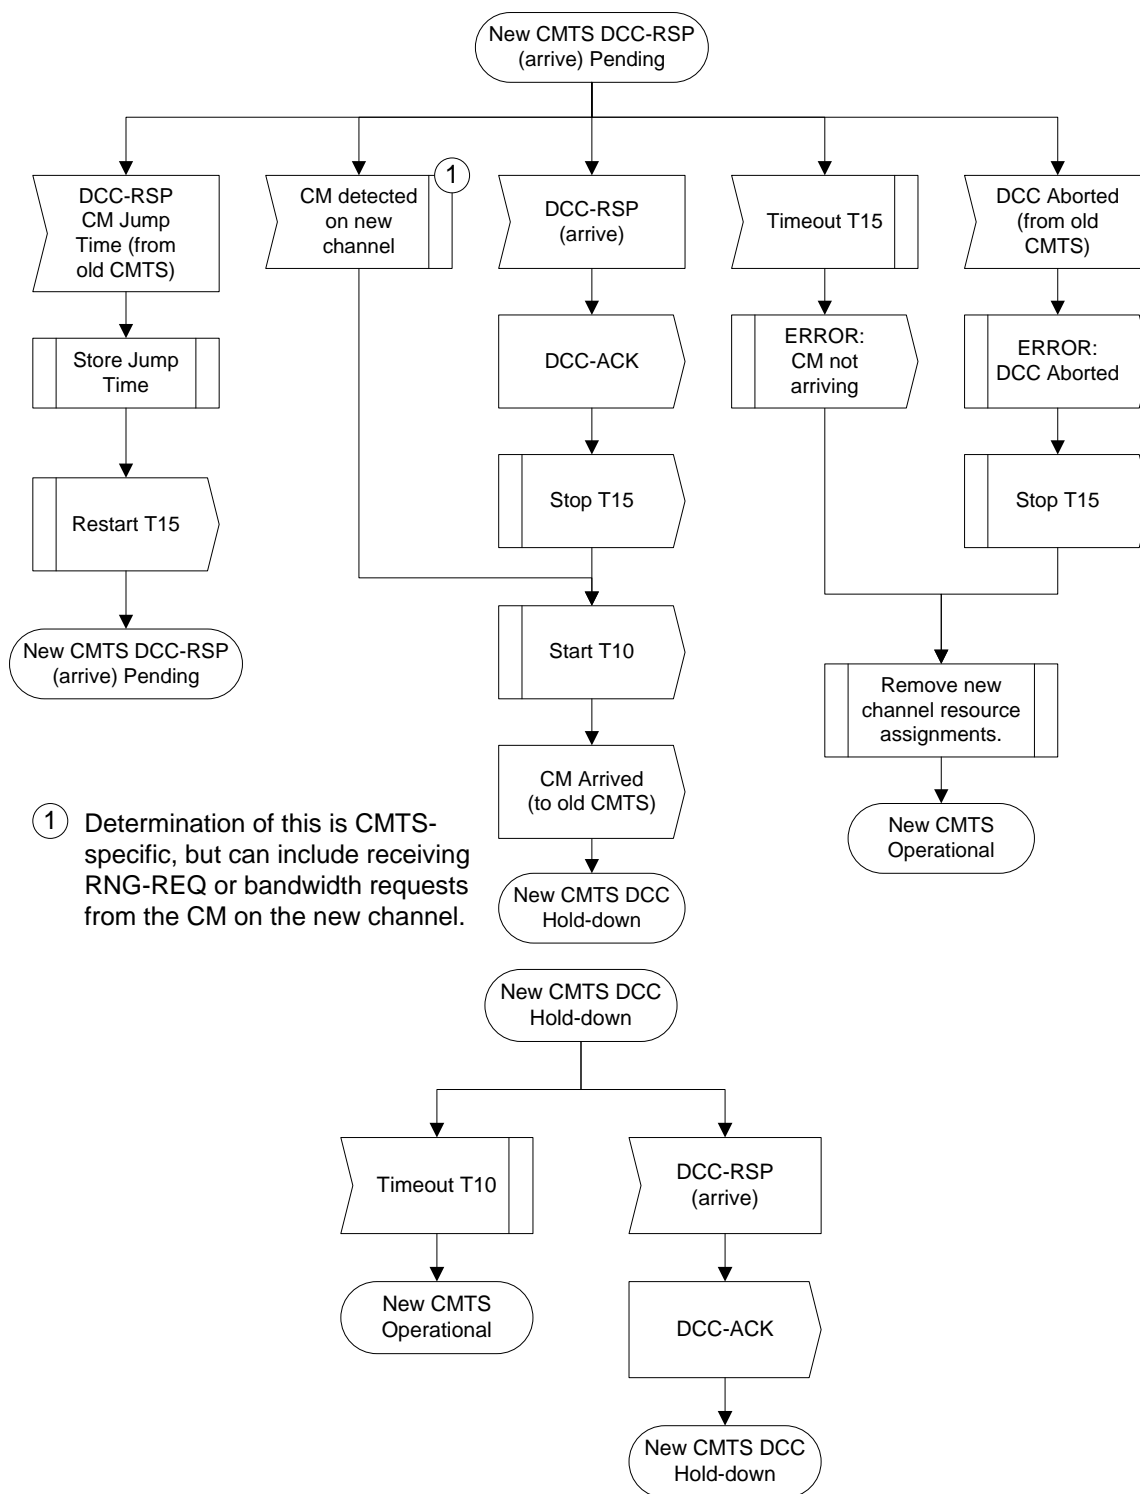 New CMTS DCC-RSP
(arrive) Pending
DCC-RSP
CM Jump
Time (from
old CMTS)
CM detected
on new
channel
1
DCC-RSP
(arrive)
Timeout T15
DCC Aborted
(from old
CMTS)
Store Jump
Time
DCC-ACK
ERROR:
CM not
arriving
ERROR:
DCC Aborted
Restart T15
Stop T15
Stop T15
New CMTS DCC-RSP
(arrive) Pending
Start T10
Remove new
channel resource
assignments.
CM Arrived
(to old CMTS)
New CMTS
Operational
1 Determination of this is CMTS-
specific, but can include receiving
RNG-REQ or bandwidth requests
from the CM on the new channel.
New CMTS DCC
Hold-down
New CMTS DCC
Hold-down
Timeout T10
DCC-RSP
(arrive)
New CMTS
Operational
DCC-ACK
New CMTS DCC
Hold-down